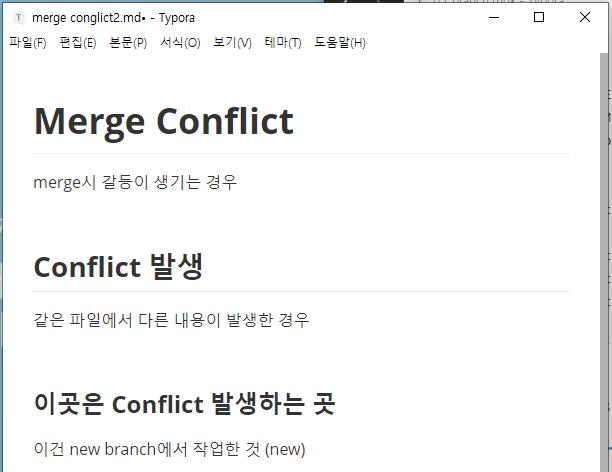 merge conglict2.md• - Typora
파일(F) 편집(E) 본문(P) 서식(O) 보기(V) 테마(T) 도움말(H)
Merge Conflict
merge시 갈등이 생기는 경우
Conflict 발생
같은 파일에서 다른 내용이 발생한 경우
이곳은 Conflict 발생하는 곳
이건 new branch에서 작업한 것 (new)